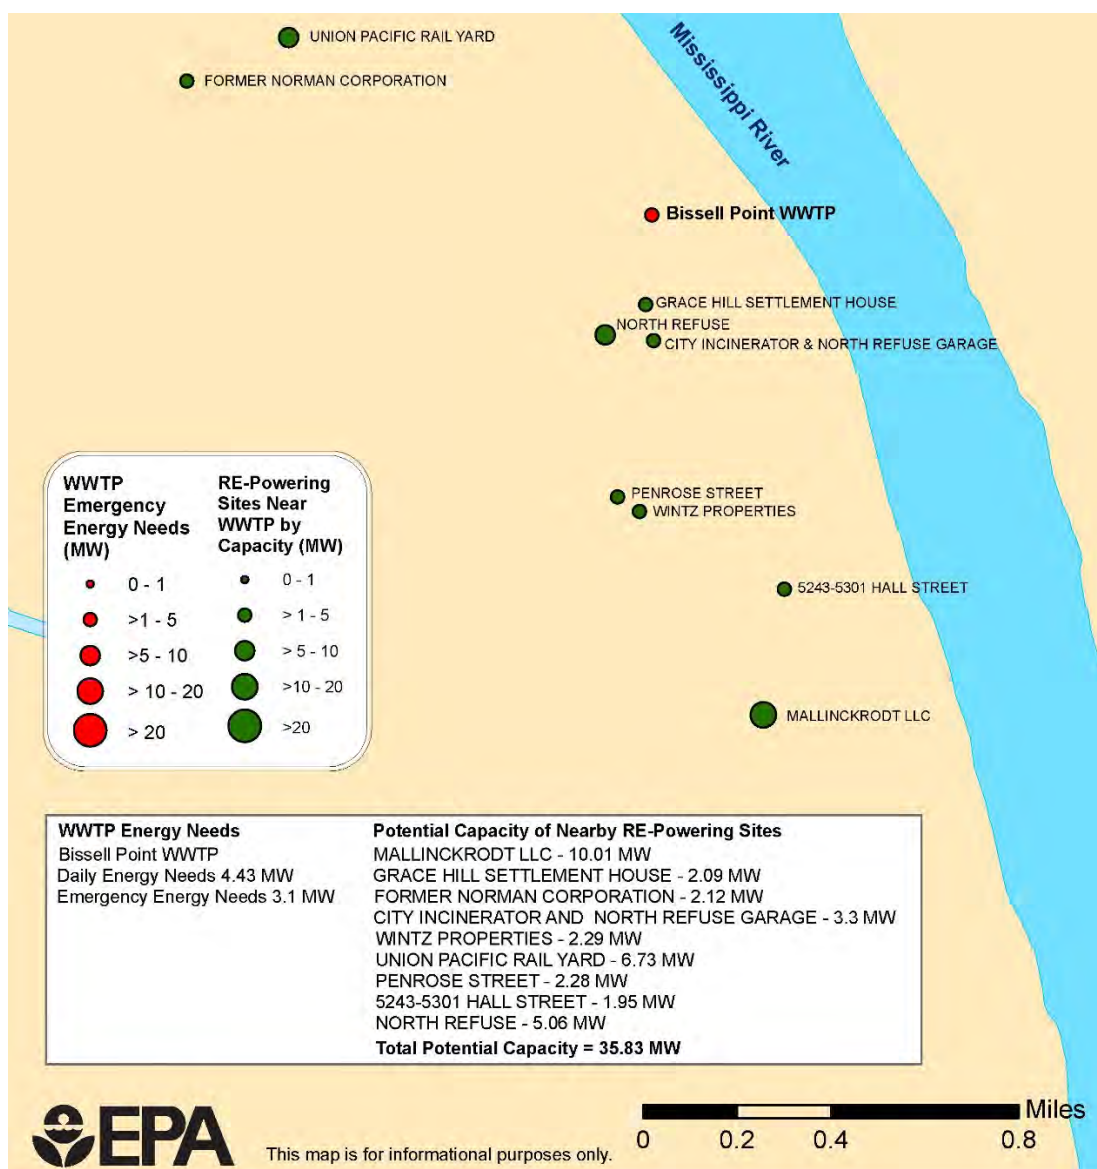 UNION PACIFIC RAIL YARD
FORMER NORMAN CORPORATION
Mississippi River
Bissell Point WWTP
GRACE HILL SETTLEMENT HOUSE
NORTH REFUSE
CITY INCINERATOR & NORTH REFUSE GARAGE
PENROSE STREET
WINTZ PROPERTIES
5243-5301 HALL STREET
MALLINCKRODT LLC
WWTP
Emergency
Energy Needs
(MW)
0 - 1
>1 - 5
>5 - 10
> 10 - 20
> 20
RE-Powering
Sites Near
WWTP by
Capacity (MW)
0 - 1
> 1 - 5
> 5 - 10
>10 - 20
>20
WWTP Energy Needs
Bissell Point WWTP
Daily Energy Needs 4.43 MW
Emergency Energy Needs 3.1 MW
Potential Capacity of Nearby RE-Powering Sites
MALLINCKRODT LLC - 10.01 MW
GRACE HILL SETTLEMENT HOUSE - 2.09 MW
FORMER NORMAN CORPORATION - 2.12 MW
CITY INCINERATOR AND NORTH REFUSE GARAGE - 3.3 MW
WINTZ PROPERTIES - 2.29 MW
UNION PACIFIC RAIL YARD - 6.73 MW
PENROSE STREET - 2.28 MW
5243-5301 HALL STREET - 1.95 MW
NORTH REFUSE - 5.06 MW
Total Potential Capacity = 35.83 MW
EPA
This map is for informational purposes only.
Miles
0 0.2 0.4 0.8